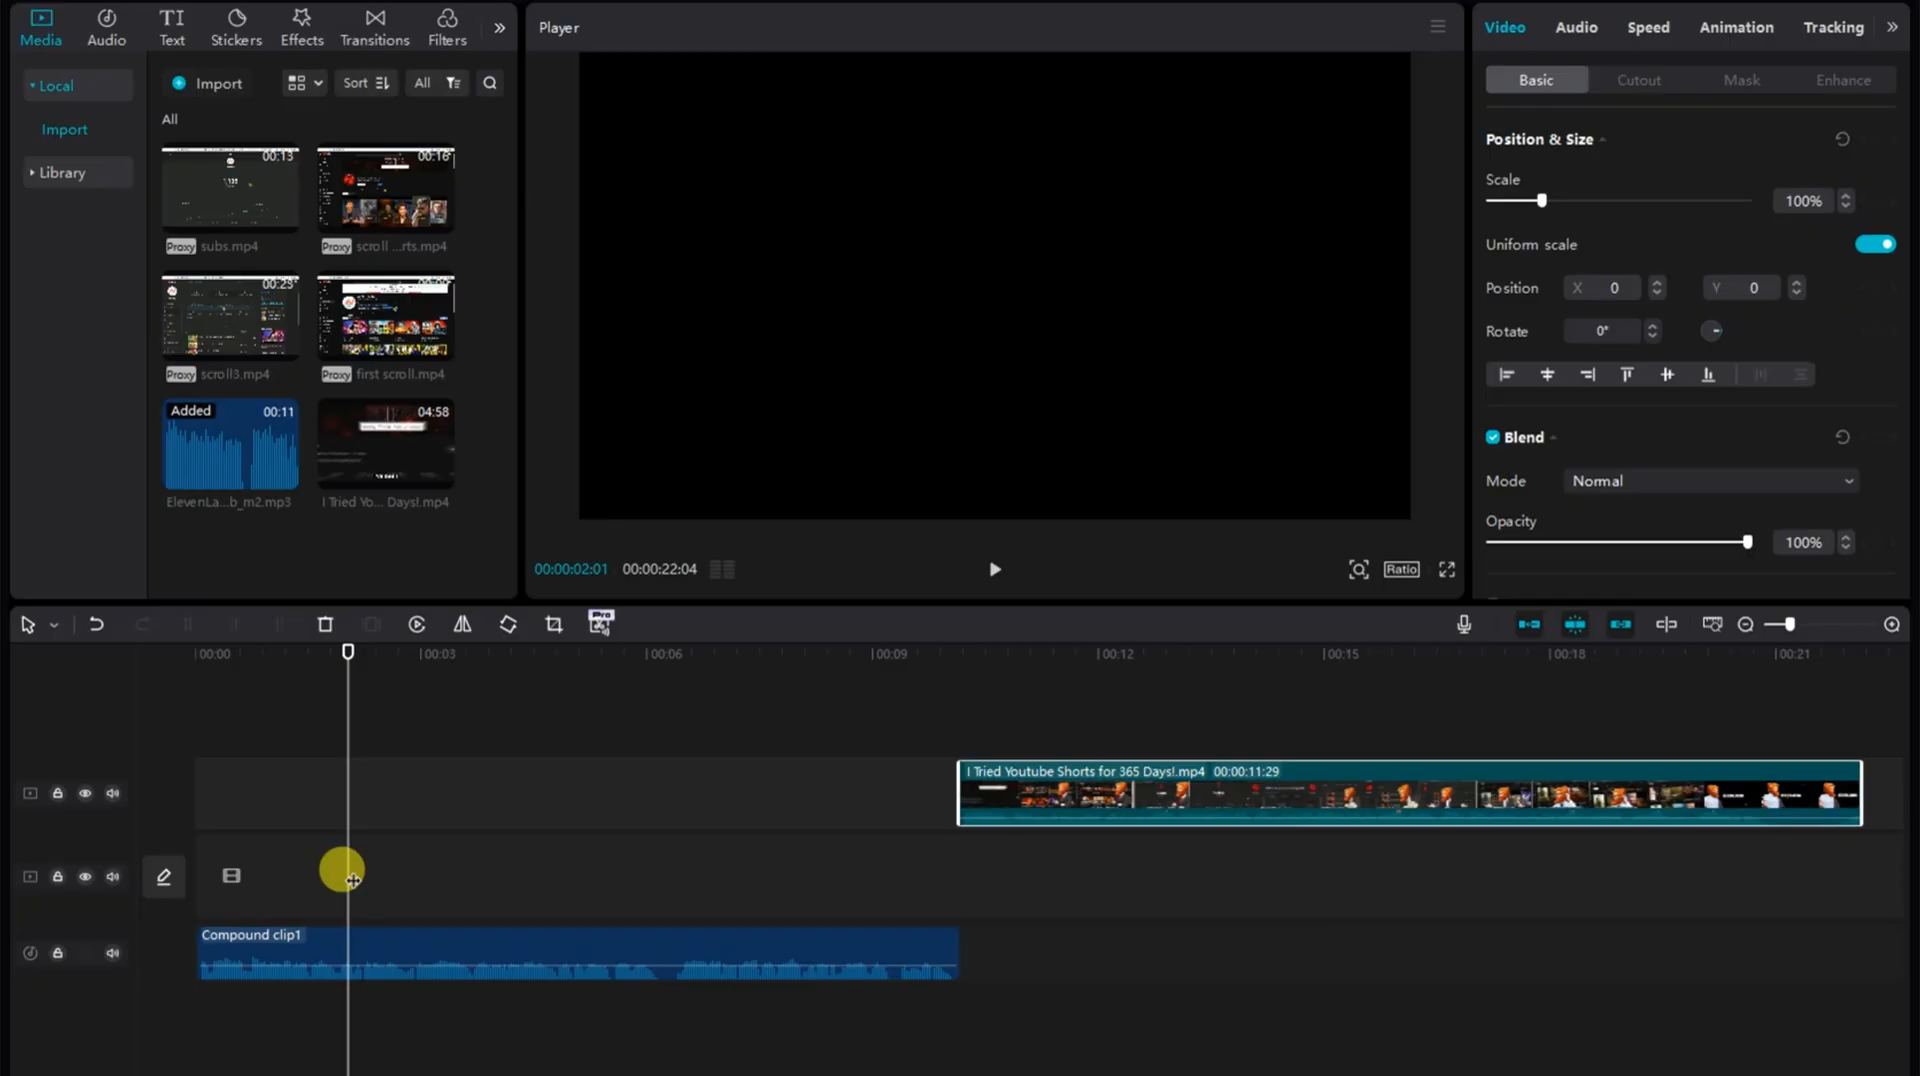 Media
Audio
Text
Stickers
Effects
Transitions
Filters
Player
Video
Audio
Speed
Animation
Tracking
Local
Import
Library
Import
Sort
All
All
00:13
Proxy subs.mp4
00:16
Proxy scroll ...rts.mp4
Proxy scroll3.mp4
Proxy first scroll.mp4
Added
00:11
ElevenLa...b_m2.mp3
04:58
I Tried Yo... Days!.mp4
00:00:02:01
00:00:22:04
Ratio
Basic
Cutout
Mask
Enhance
Position & Size
Scale
100%
Uniform scale
Position
X 0
Y 0
Rotate
0°
Blend
Mode
Normal
Opacity
100%
Pro
00:00
00:03
00:06
00:09
00:12
00:15
00:18
00:21
I Tried Youtube Shorts for 365 Days!.mp4 00:00:11:29
Compound clip1